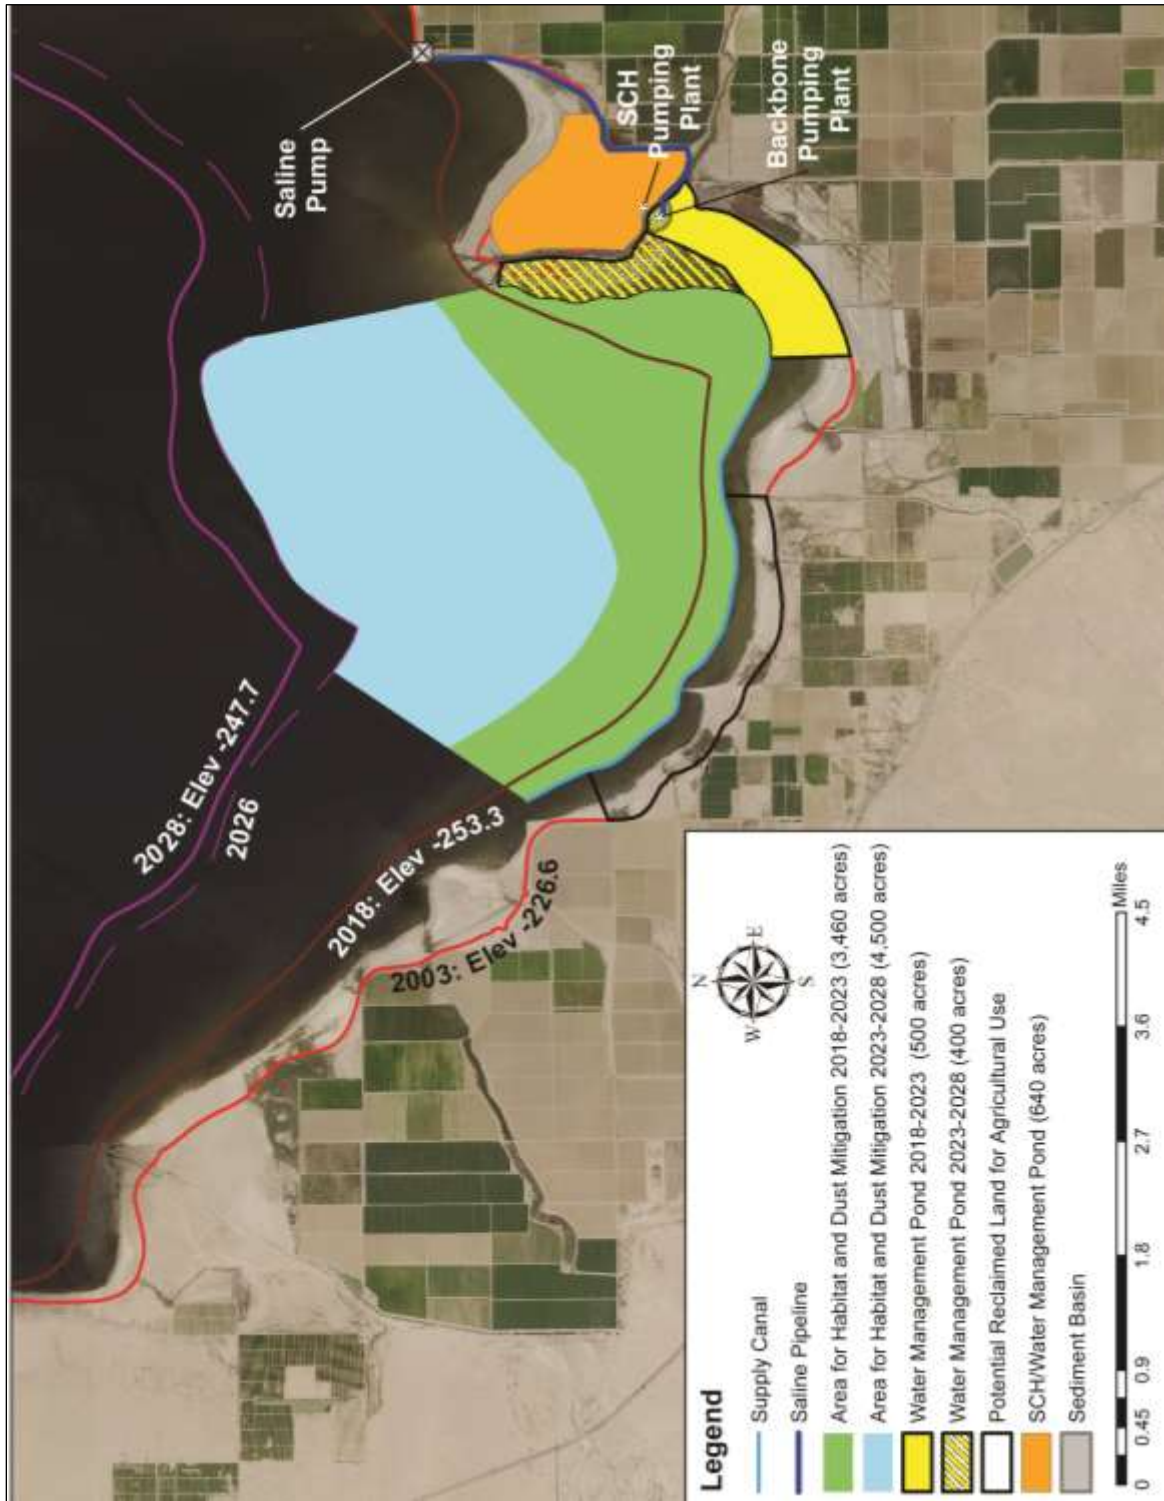 Saline
Pump
SCH
Pumping
Plant
Backbone
Pumping
Plant
2028: Elev -247.7
2026
2018: Elev -253.3
2003: Elev -226.6
Legend
Supply Canal
Saline Pipeline
Area for Habitat and Dust Mitigation 2018-2023 (3,460 acres)
Area for Habitat and Dust Mitigation 2023-2028 (4,500 acres)
Water Management Pond 2018-2023 (500 acres)
Water Management Pond 2023-2028 (400 acres)
Potential Reclaimed Land for Agricultural Use
SCH/Water Management Pond (640 acres)
Sediment Basin
N
W
E
S
0 0.45 0.9 1.8 2.7 3.6 4.5
Miles